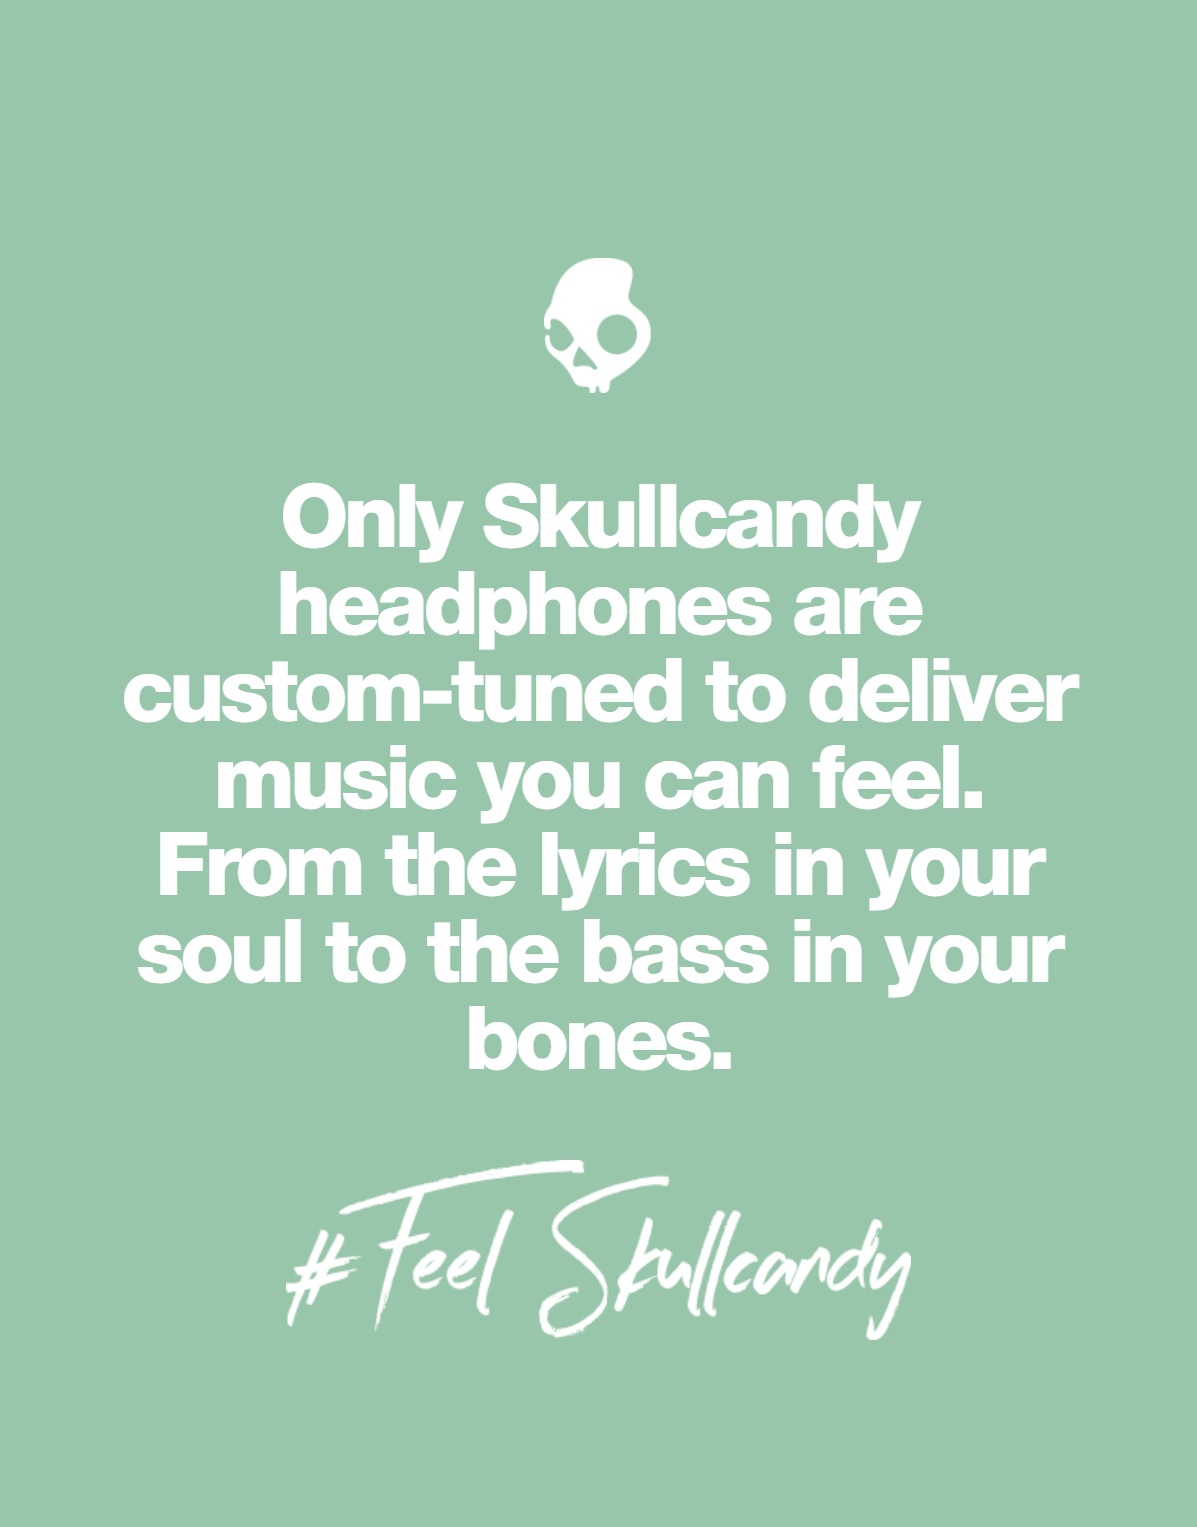 Only Skullcandy
headphones are
custom-tuned to deliver
music you can feel.
From the lyrics in your
soul to the bass in your
bones.
#Feel Skullcandy